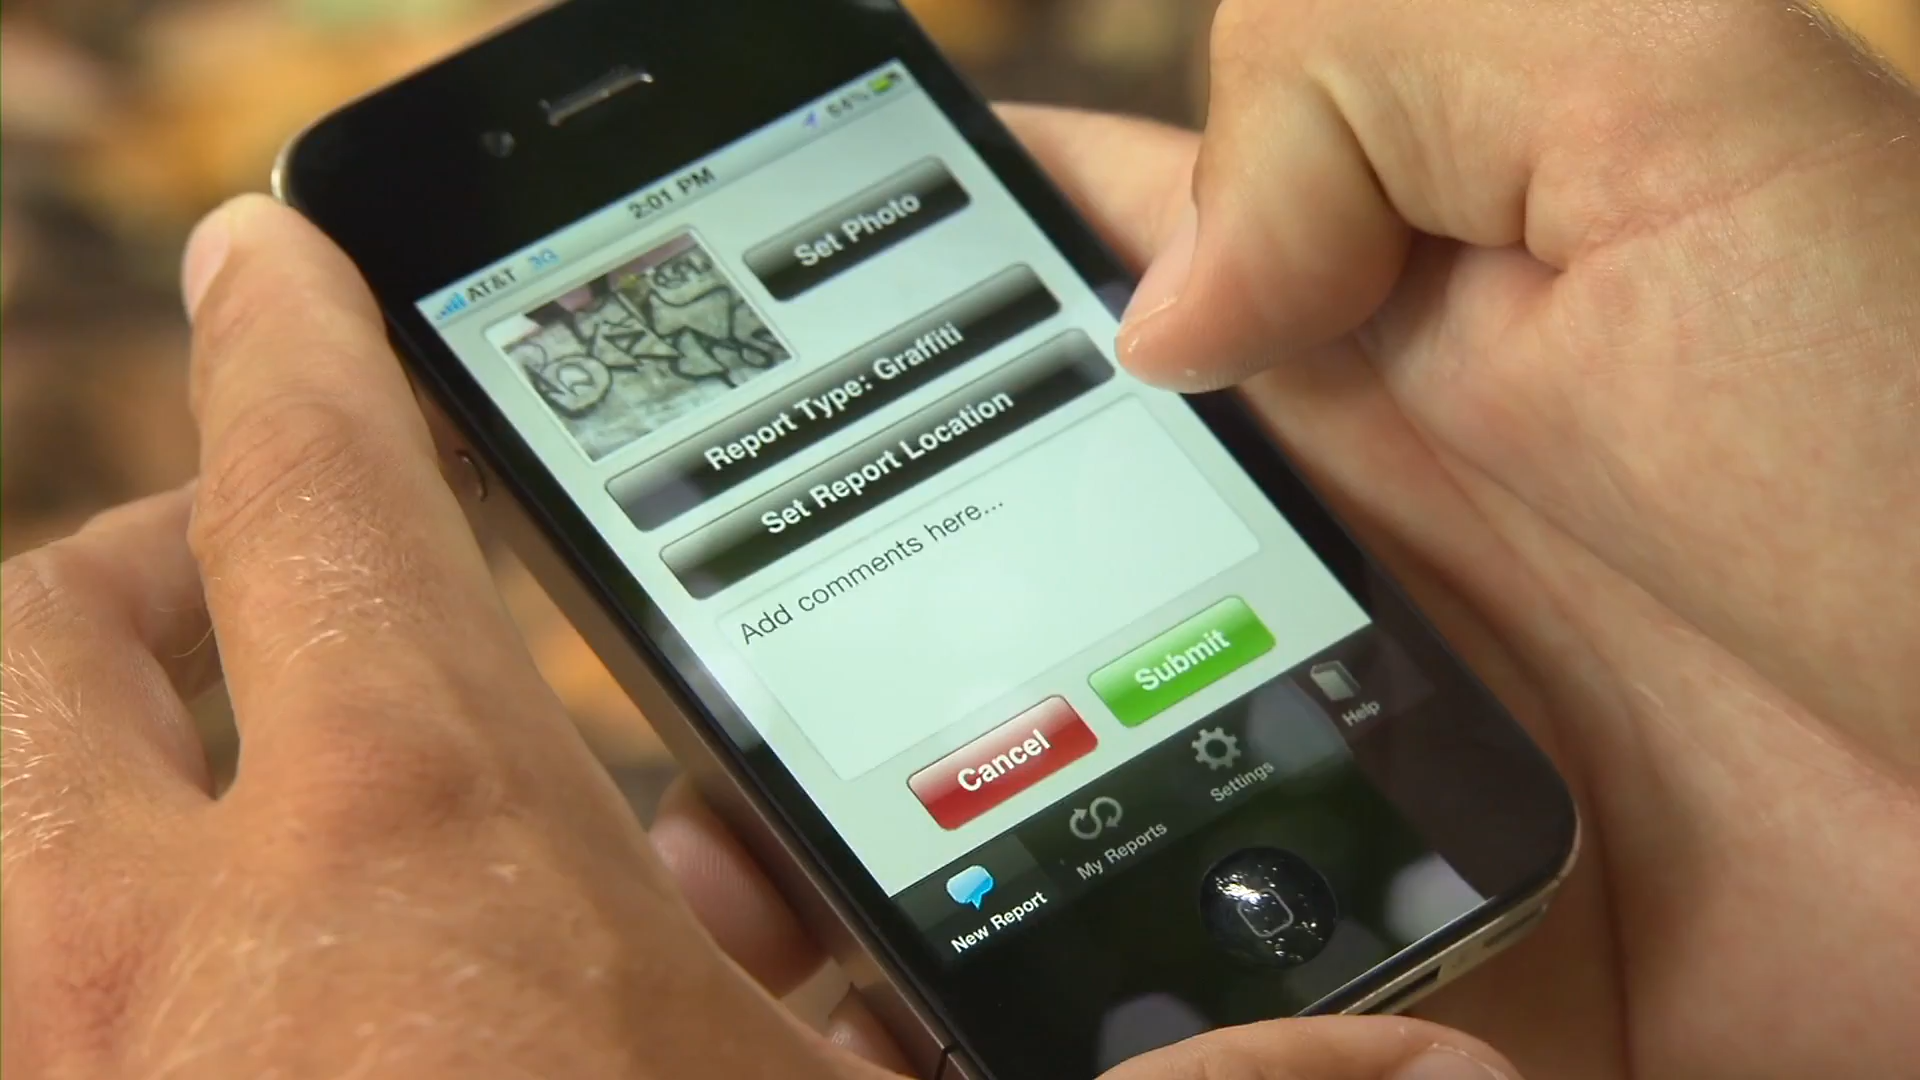 AT&T 3G 2:01 PM 64%
Set Photo
Report Type: Graffiti
Set Report Location
Add comments here...
Cancel Submit
New Report My Reports Settings Help